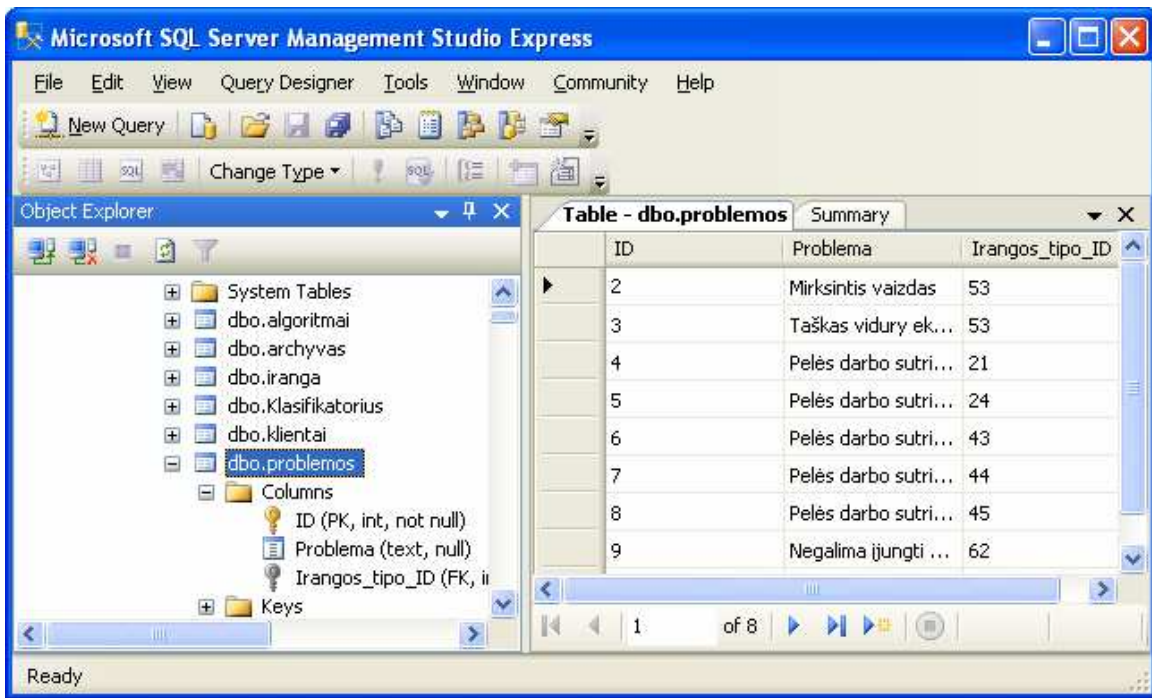 Microsoft SQL Server Management Studio Express
File Edit View Query Designer Tools Window Community Help
New Query
SQL Change Type SQL
Object Explorer
System Tables
dbo.algoritmai
dbo.archyvas
dbo.iranga
dbo.Klasifikatorius
dbo.klientai
dbo.problemos
Columns
ID (PK, int, not null)
Problema (text, null)
Irangos_tipo_ID (FK, i
Keys
Table - dbo.problemos Summary
ID Problema Irangos_tipo_ID
2 Mirksintis vaizdas 53
3 Taškas vidury ek... 53
4 Pelės darbo sutri... 21
5 Pelės darbo sutri... 24
6 Pelės darbo sutri... 43
7 Pelės darbo sutri... 44
8 Pelės darbo sutri... 45
9 Negalima įjungti ... 62
1 of 8
Ready